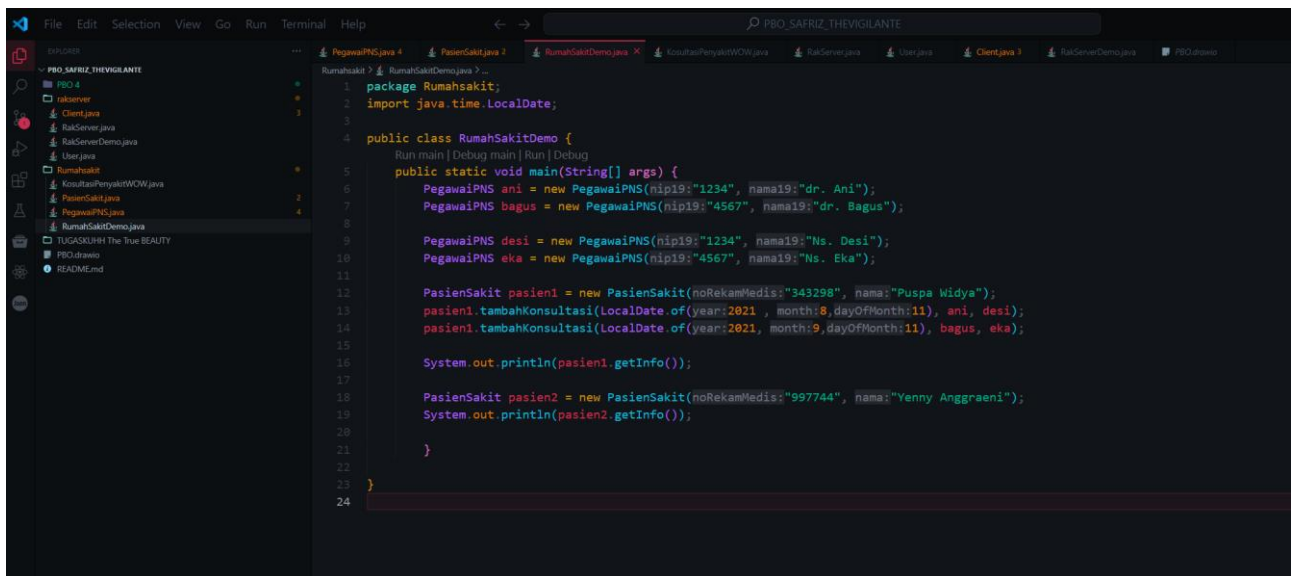 File Edit Selection View Go Run Terminal Help
PBO_SAFRIZ_THEVIGILANTE
EXPLORER
PBO_SAFRIZ_THEVIGILANTE
PBO 4
rakserver
Client.java 3
RakServer.java
RakServerDemo.java
User.java
Rumahsakit
KosultasiPenyakitWOW.java
PasienSakit.java 2
PegawaiPNS.java 4
RumahSakitDemo.java
TUGASKUHH The True BEAUTY
PBO.drawio
README.md
PegawaiPNS.java 4 PasienSakit.java 2 RumahSakitDemo.java KosultasiPenyakitWOW.java RakServer.java User.java Client.java 3 RakServerDemo.java PBO.drawio
Rumahsakit > RumahSakitDemo.java > ...
1 package Rumahsakit;
2 import java.time.LocalDate;
3
4 public class RumahSakitDemo {
Run main | Debug main | Run | Debug
5 public static void main(String[] args) {
6 PegawaiPNS ani = new PegawaiPNS(nip19:"1234", nama19:"dr. Ani");
7 PegawaiPNS bagus = new PegawaiPNS(nip19:"4567", nama19:"dr. Bagus");
8
9 PegawaiPNS desi = new PegawaiPNS(nip19:"1234", nama19:"Ns. Desi");
10 PegawaiPNS eka = new PegawaiPNS(nip19:"4567", nama19:"Ns. Eka");
11
12 PasienSakit pasien1 = new PasienSakit(noRekamMedis:"343298", nama:"Puspa Widya");
13 pasien1.tambahKonsultasi(LocalDate.of(year:2021 , month:8,dayOfMonth:11), ani, desi);
14 pasien1.tambahKonsultasi(LocalDate.of(year:2021, month:9,dayOfMonth:11), bagus, eka);
15
16 System.out.println(pasien1.getInfo());
17
18 PasienSakit pasien2 = new PasienSakit(noRekamMedis:"997744", nama:"Yenny Anggraeni");
19 System.out.println(pasien2.getInfo());
20
21 }
22
23 }
24